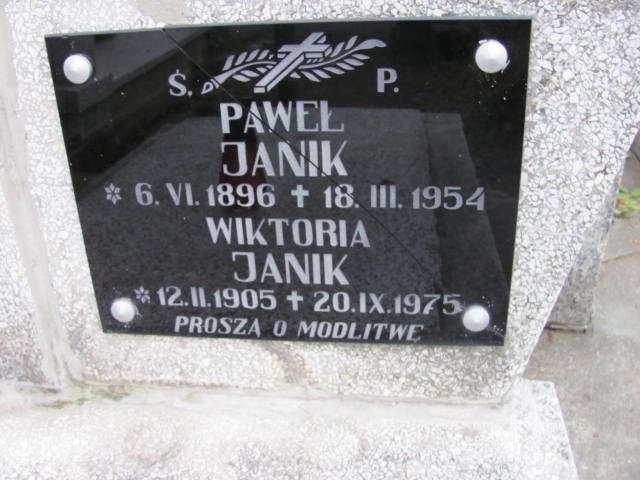 Ś. P.
PAWEŁ
JANIK
* 6. VI. 1896 ✝ 18. III. 1954
WIKTORIA
JANIK
* 12. II. 1905 ✝ 20. IX. 1975
PROSZĄ O MODLITWĘ